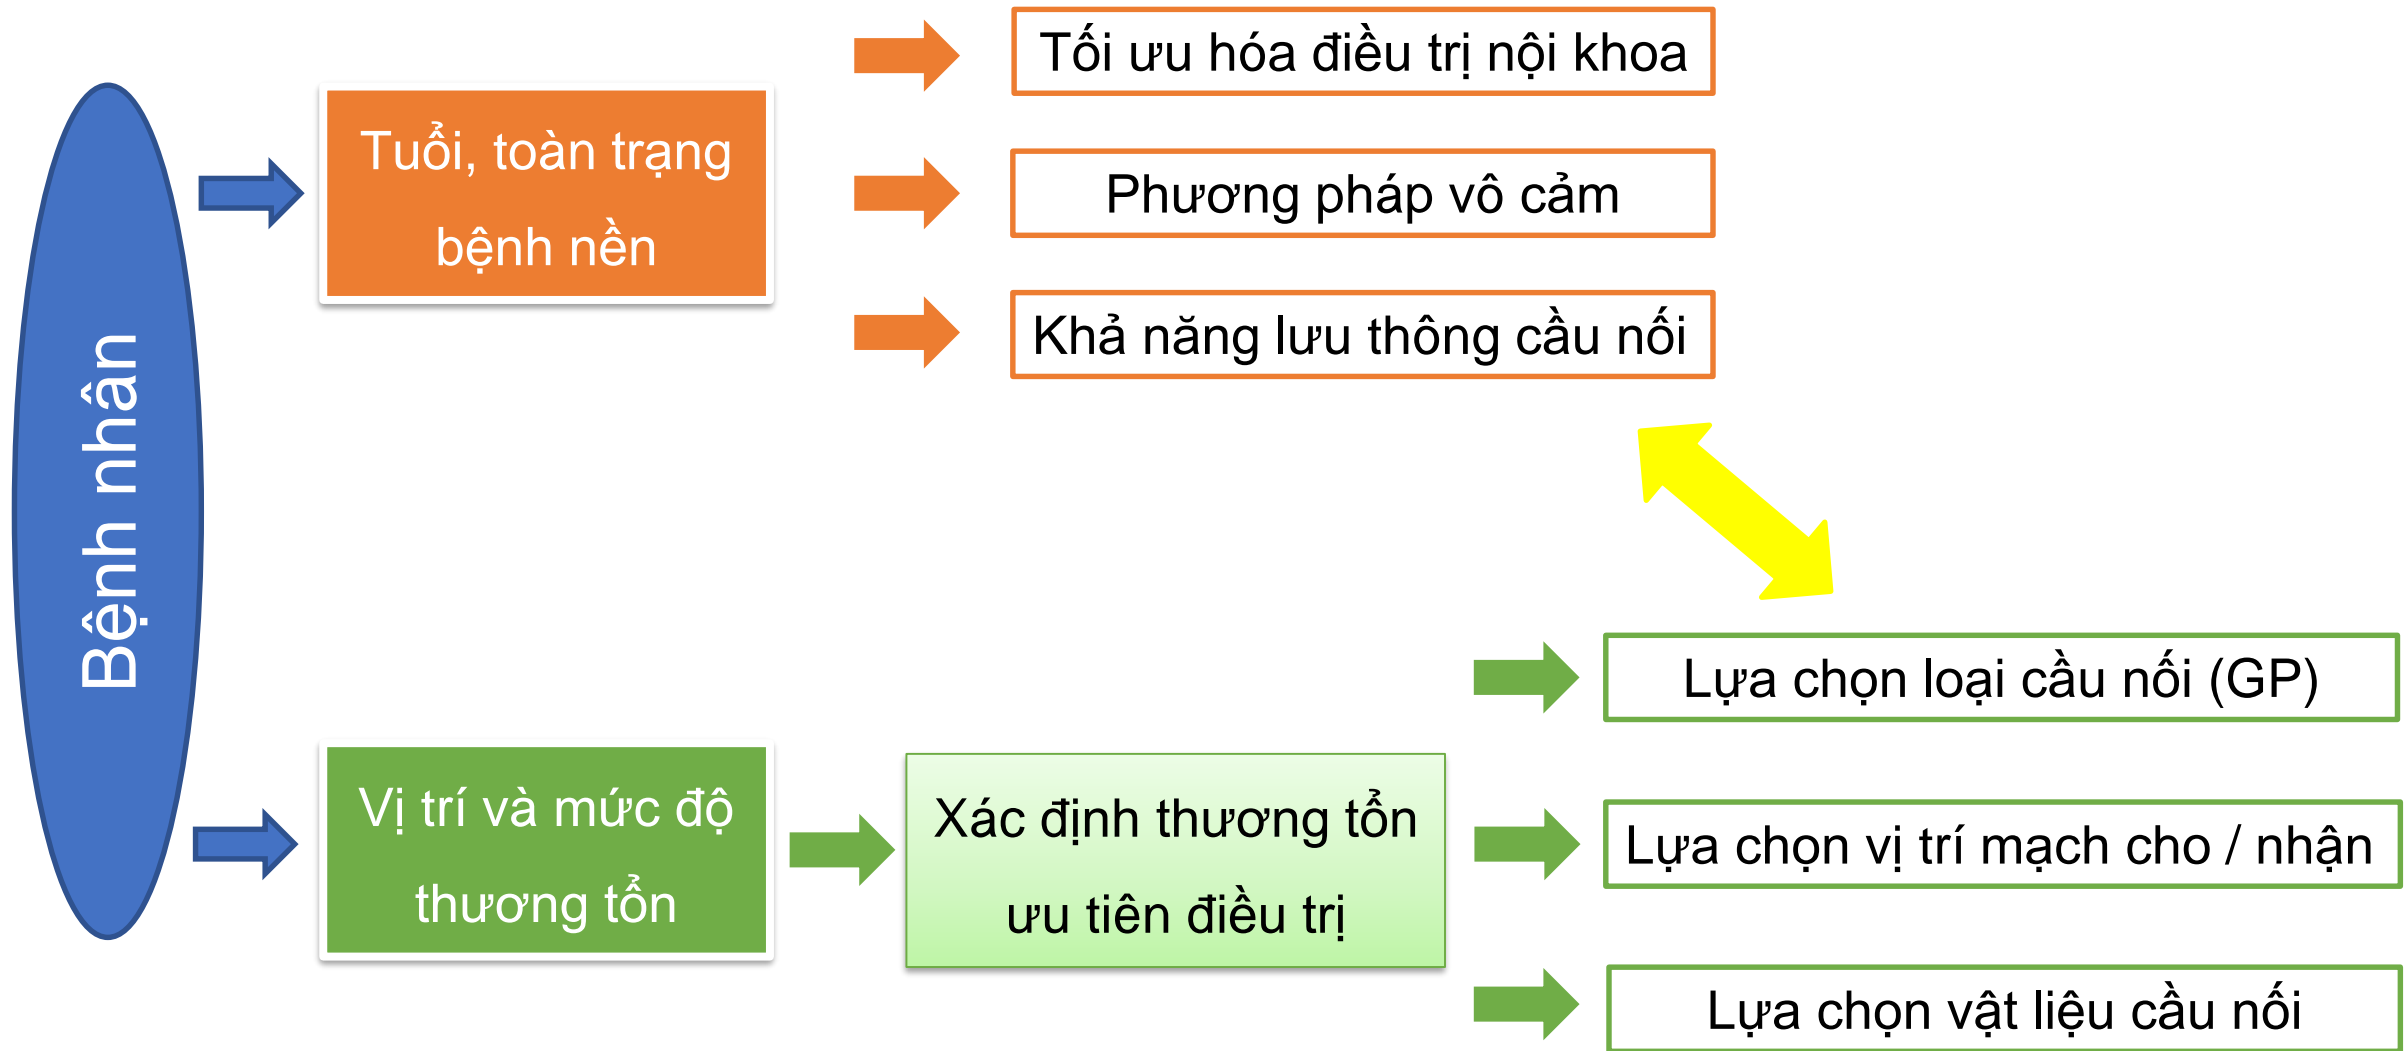 Bệnh nhân
Tuổi, toàn trạng
bệnh nền
Tối ưu hóa điều trị nội khoa
Phương pháp vô cảm
Khả năng lưu thông cầu nối
Vị trí và mức độ
thương tổn
Xác định thương tổn
ưu tiên điều trị
Lựa chọn loại cầu nối (GP)
Lựa chọn vị trí mạch cho / nhận
Lựa chọn vật liệu cầu nối